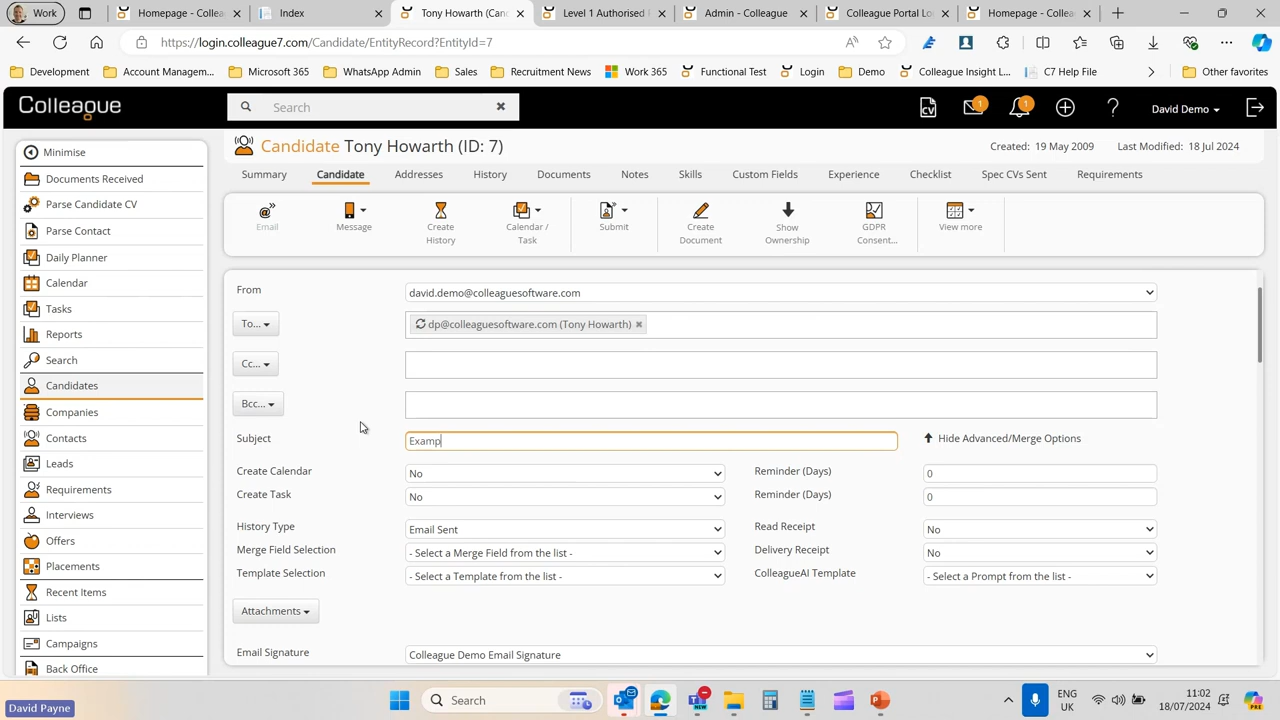 Work
Homepage - Colleag
Index
Tony Howarth (Can
Level 1 Authorised
Admin - Colleague
Colleague Portal Lo
Homepage - Colleag
https://login.colleague7.com/Candidate/EntityRecord?EntityId=7
Development
Account Managem...
Microsoft 365
WhatsApp Admin
Sales
Recruitment News
Work 365
Functional Test
Login
Demo
Colleague Insight L...
C7 Help File
Other favorites
Colleague
Search
CV
1
1
David Demo
Minimise
Documents Received
Parse Candidate CV
Parse Contact
Daily Planner
Calendar
Tasks
Reports
Search
Candidates
Companies
Contacts
Leads
Requirements
Interviews
Offers
Placements
Recent Items
Lists
Campaigns
Back Office
Candidate Tony Howarth (ID: 7)
Created: 19 May 2009
Last Modified: 18 Jul 2024
Summary
Candidate
Addresses
History
Documents
Notes
Skills
Custom Fields
Experience
Checklist
Spec CVs Sent
Requirements
Email
Message
Create History
Calendar / Task
Submit
Create Document
Show Ownership
GDPR Consent...
View more
From
david.demo@colleaguesoftware.com
To...
dp@colleaguesoftware.com (Tony Howarth)
Cc...
Bcc...
Subject
Examp
Hide Advanced/Merge Options
Create Calendar
No
Reminder (Days)
0
Create Task
No
Reminder (Days)
0
History Type
Email Sent
Read Receipt
No
Merge Field Selection
- Select a Merge Field from the list -
Delivery Receipt
No
Template Selection
- Select a Template from the list -
ColleagueAI Template
- Select a Prompt from the list -
Attachments
Email Signature
Colleague Demo Email Signature
David Payne
Search
ENG
UK
11:02
18/07/2024